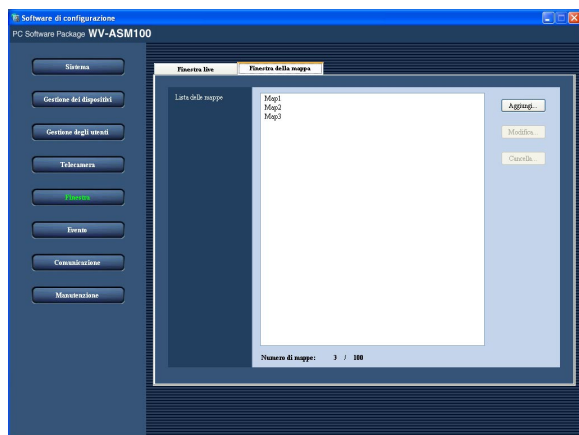 Software di configurazione
PC Software Package WV-ASM100
Sistema
Gestione dei dispositivi
Gestione degli utenti
Telecamera
Finestra
Evento
Comunicazione
Manutenzione
Finestra live
Finestra della mappa
Lista delle mappe
Map1
Map2
Map3
Aggiungi...
Modifica...
Cancella...
Numero di mappe: 3 / 100